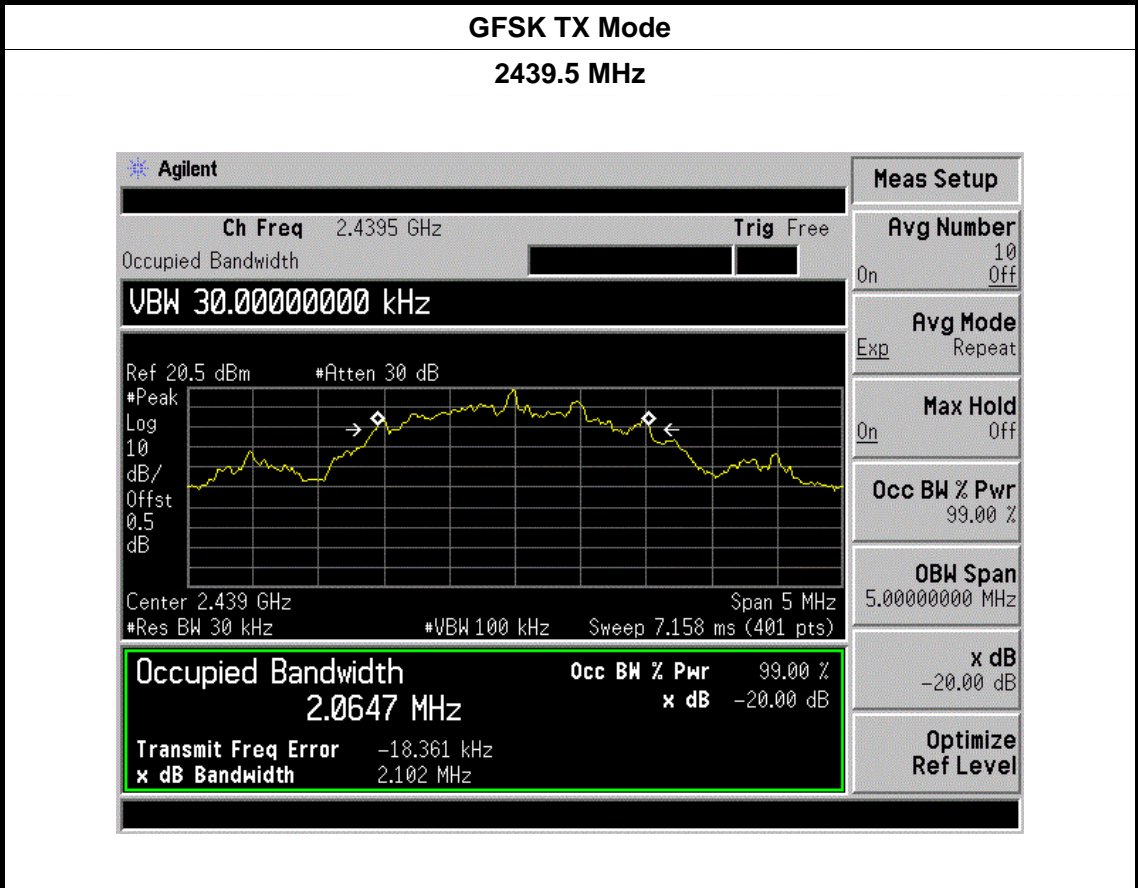 GFSK TX Mode
2439.5 MHz
Agilent
Ch Freq 2.4395 GHz Trig Free
Occupied Bandwidth
VBW 30.00000000 kHz
Ref 20.5 dBm #Atten 30 dB
#Peak
Log
10
dB/
Offst
0.5
dB
Center 2.439 GHz Span 5 MHz
#Res BW 30 kHz #VBW 100 kHz Sweep 7.158 ms (401 pts)
Occupied Bandwidth Occ BW % Pwr 99.00 %
2.0647 MHz x dB -20.00 dB
Transmit Freq Error -18.361 kHz
x dB Bandwidth 2.102 MHz
Meas Setup
Avg Number
10
On Off
Avg Mode
Exp Repeat
Max Hold
On Off
Occ BW % Pwr
99.00 %
OBW Span
5.00000000 MHz
x dB
-20.00 dB
Optimize
Ref Level